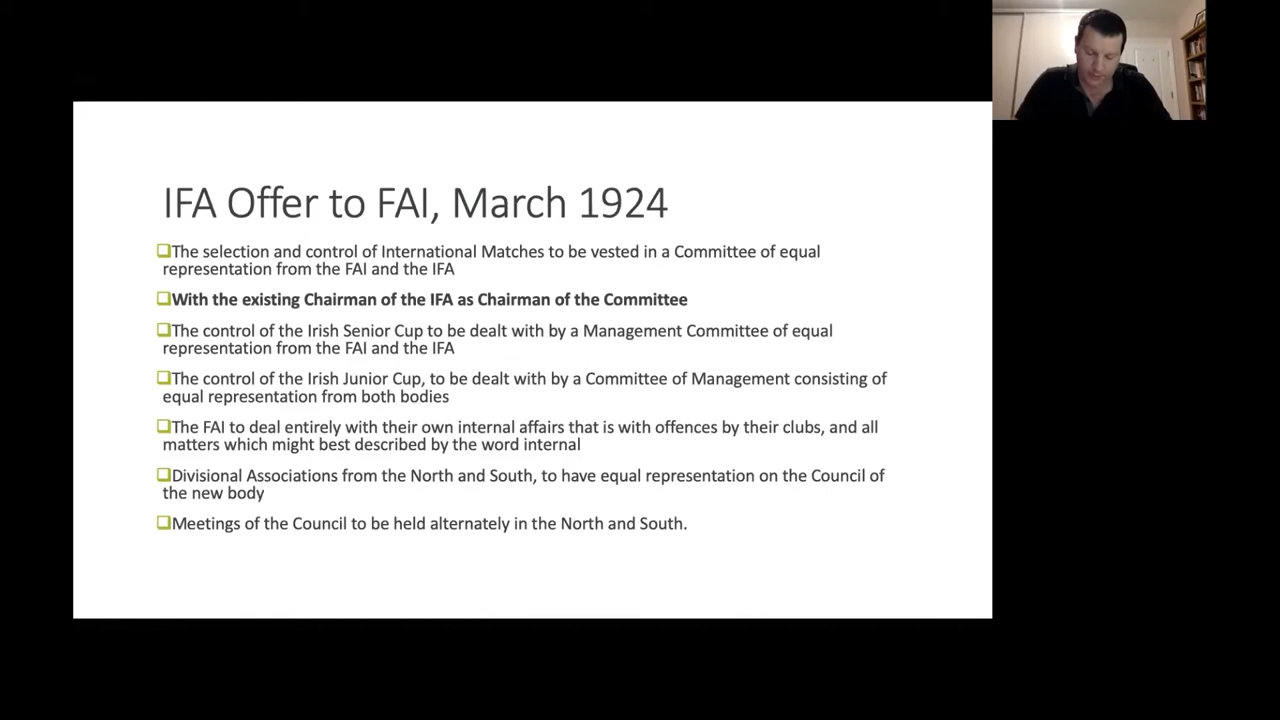 IFA Offer to FAI, March 1924
The selection and control of International Matches to be vested in a Committee of equal
representation from the FAI and the IFA
With the existing Chairman of the IFA as Chairman of the Committee
The control of the Irish Senior Cup to be dealt with by a Management Committee of equal
representation from the FAI and the IFA
The control of the Irish Junior Cup, to be dealt with by a Committee of Management consisting of
equal representation from both bodies
The FAI to deal entirely with their own internal affairs that is with offences by their clubs, and all
matters which might best described by the word internal
Divisional Associations from the North and South, to have equal representation on the Council of
the new body
Meetings of the Council to be held alternately in the North and South.